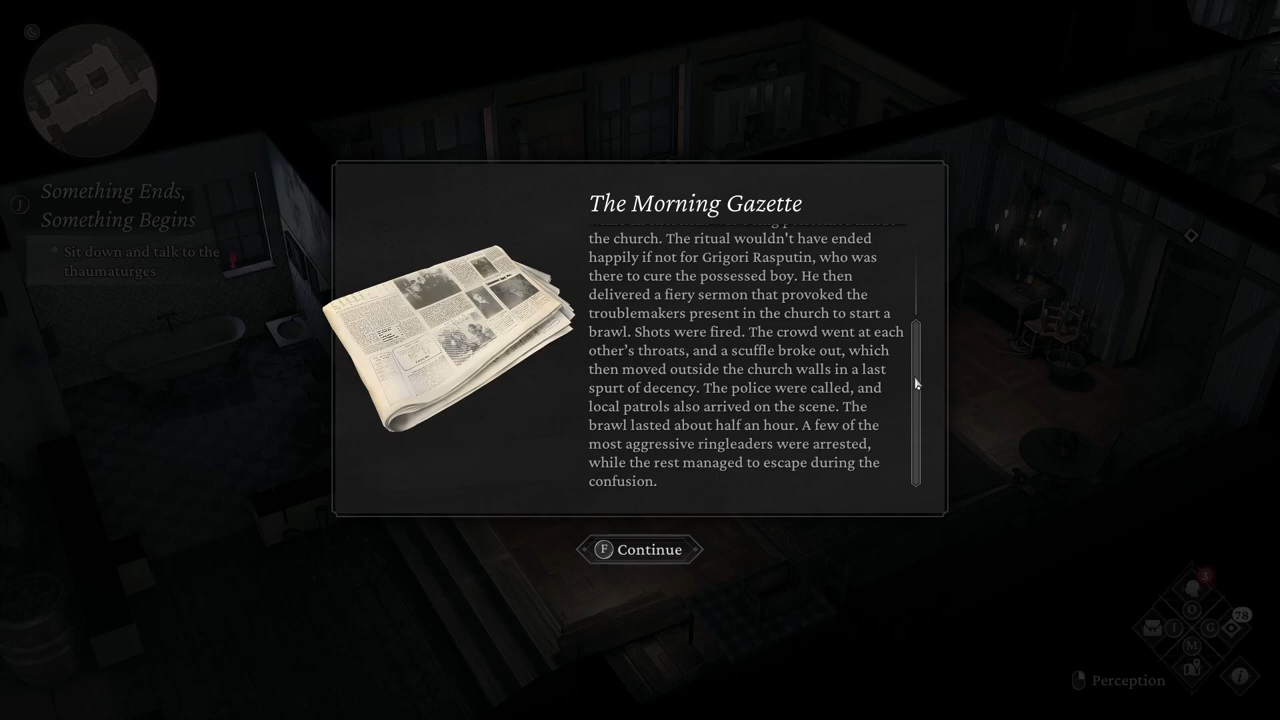 Something Ends,
Something Begins
J
* Sit down and talk to the
thaumaturges
The Morning Gazette
the church. The ritual wouldn't have ended
happily if not for Grigori Rasputin, who was
there to cure the possessed boy. He then
delivered a fiery sermon that provoked the
troublemakers present in the church to start a
brawl. Shots were fired. The crowd went at each
other's throats, and a scuffle broke out, which
then moved outside the church walls in a last
spurt of decency. The police were called, and
local patrols also arrived on the scene. The
brawl lasted about half an hour. A few of the
most aggressive ringleaders were arrested,
while the rest managed to escape during the
confusion.
F Continue
3
O
78
I
G
M
i
Perception